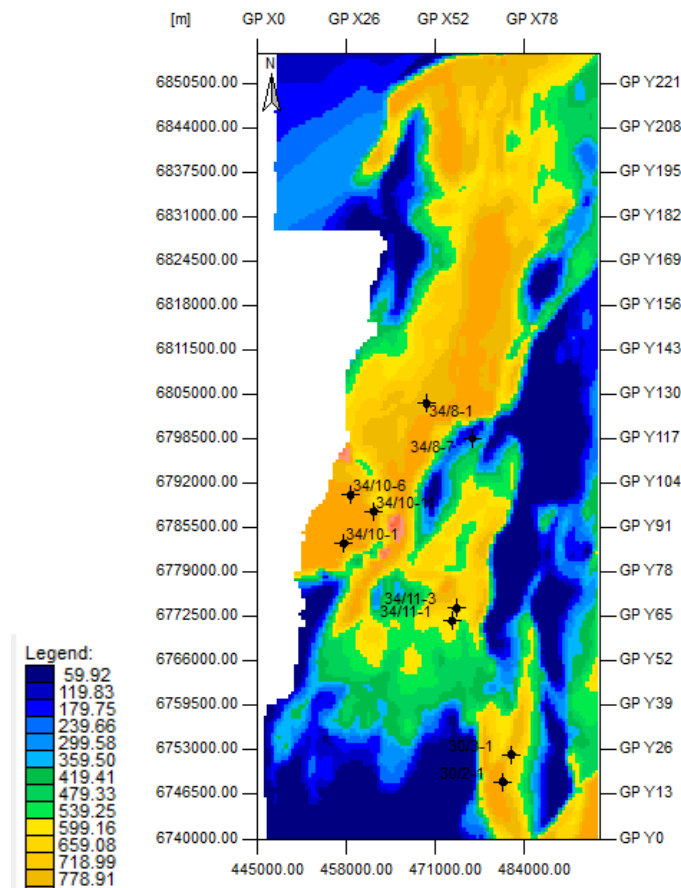 [m] GP X0 GP X26 GP X52 GP X78
N
6850500.00 GP Y221
6844000.00 GP Y208
6837500.00 GP Y195
6831000.00 GP Y182
6824500.00 GP Y169
6818000.00 GP Y156
6811500.00 GP Y143
6805000.00 GP Y130
34/8-1
6798500.00 GP Y117
34/8-7
6792000.00 GP Y104
34/10-6
34/10-11
6785500.00 GP Y91
34/10-1
6779000.00 GP Y78
34/11-3
6772500.00 GP Y65
34/11-1
6766000.00 GP Y52
6759500.00 GP Y39
6753000.00 GP Y26
30/3-1
30/2-1
6746500.00 GP Y13
6740000.00 GP Y0
445000.00 458000.00 471000.00 484000.00
Legend:
59.92
119.83
179.75
239.66
299.58
359.50
419.41
479.33
539.25
599.16
659.08
718.99
778.91